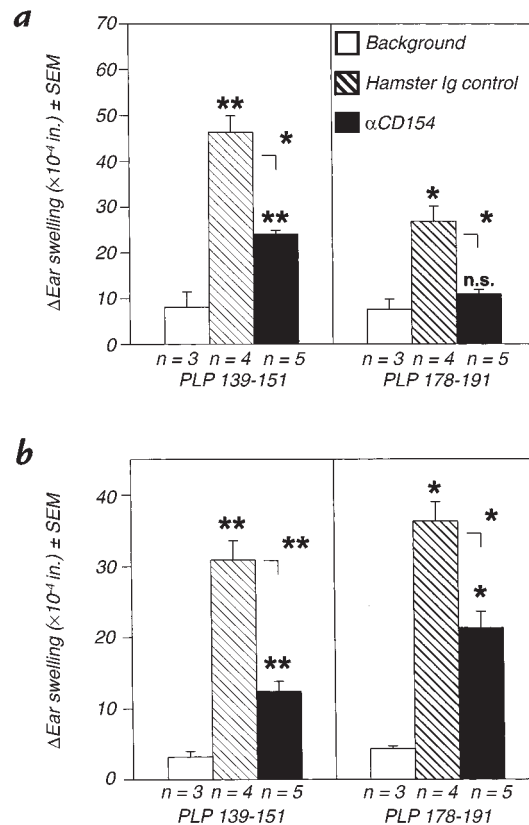 a
ΔEar swelling (×10⁻⁴ in.) ± SEM
70
60
50
40
30
20
10
0
Background
Hamster Ig control
αCD154
**
*
**
*
*
n.s.
n = 3 n = 4 n = 5
n = 3 n = 4 n = 5
PLP 139-151
PLP 178-191
b
ΔEar swelling (×10⁻⁴ in.) ± SEM
40
30
20
10
0
**
**
**
*
*
*
n = 3 n = 4 n = 5
n = 3 n = 4 n = 5
PLP 139-151
PLP 178-191